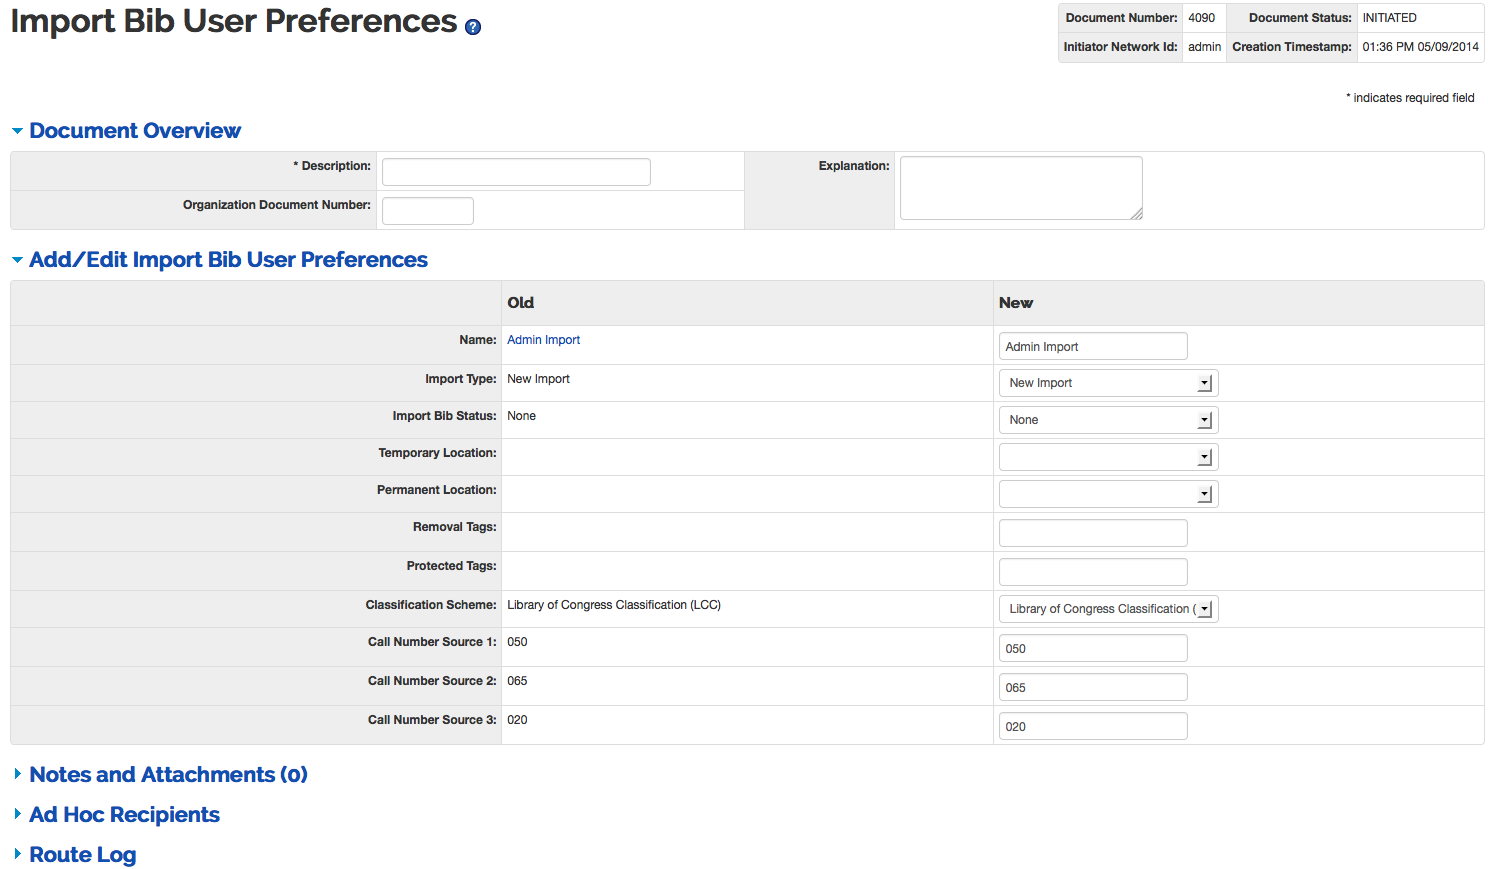 Import Bib User Preferences ?
Document Number: 4090 Document Status: INITIATED
Initiator Network Id: admin Creation Timestamp: 01:36 PM 05/09/2014
* indicates required field
Document Overview
* Description: Explanation:
Organization Document Number:
Add/Edit Import Bib User Preferences
Old New
Name: Admin Import Admin Import
Import Type: New Import New Import
Import Bib Status: None None
Temporary Location:
Permanent Location:
Removal Tags:
Protected Tags:
Classification Scheme: Library of Congress Classification (LCC) Library of Congress Classification (
Call Number Source 1: 050 050
Call Number Source 2: 065 065
Call Number Source 3: 020 020
Notes and Attachments (0)
Ad Hoc Recipients
Route Log